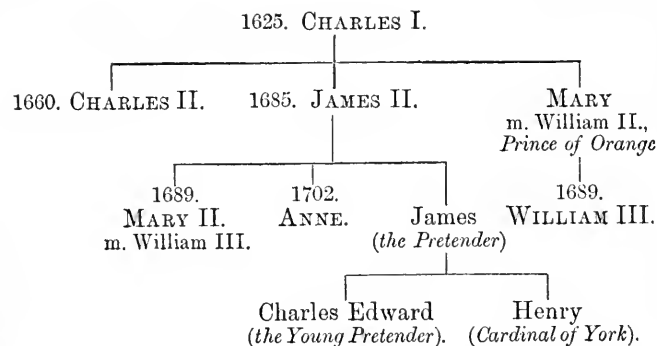 1625. CHARLES I.
1660. CHARLES II.
1685. JAMES II.
MARY
m. William II.,
Prince of Orange
1689.
MARY II.
m. William III.
1702.
ANNE.
James
(the Pretender)
1689.
WILLIAM III.
Charles Edward
(the Young Pretender).
Henry
(Cardinal of York).